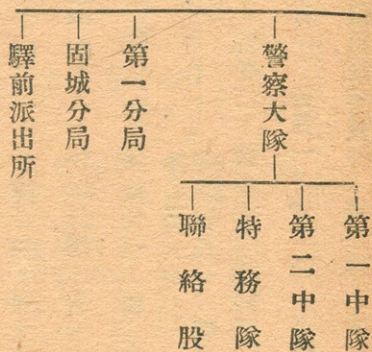 警察大隊
第一中隊
第二中隊
特務隊
聯絡股
第一分局
固城分局
驛前派出所